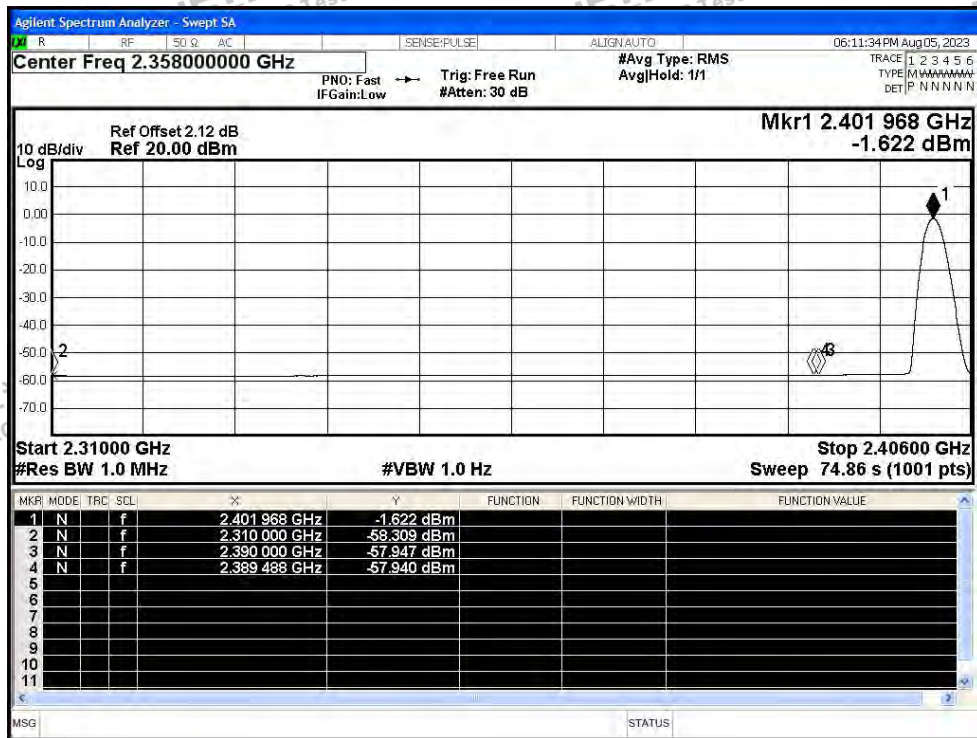 Agilent Spectrum Analyzer - Swept SA
LXI R RF 50 Ω AC SENSE:PULSE ALIGNAUTO 06:11:34 PM Aug 05, 2023
Center Freq 2.358000000 GHz #Avg Type: RMS TRACE 1 2 3 4 5 6
PNO: Fast Trig: Free Run Avg|Hold: 1/1 TYPE M WWWWW
IFGain:Low #Atten: 30 dB DET P N N N N N
Ref Offset 2.12 dB Mkr1 2.401 968 GHz
10 dB/div Ref 20.00 dBm -1.622 dBm
Log
10.0
0.00
-10.0
-20.0
-30.0
-40.0
-50.0
-60.0
-70.0
1
2
4 3
Start 2.31000 GHz Stop 2.40600 GHz
#Res BW 1.0 MHz #VBW 1.0 Hz Sweep 74.86 s (1001 pts)
MKR MODE TRC SCL X Y FUNCTION FUNCTION WIDTH FUNCTION VALUE
1 N f 2.401 968 GHz -1.622 dBm
2 N f 2.310 000 GHz -58.309 dBm
3 N f 2.390 000 GHz -57.947 dBm
4 N f 2.389 488 GHz -57.940 dBm
5
6
7
8
9
10
11
MSG STATUS